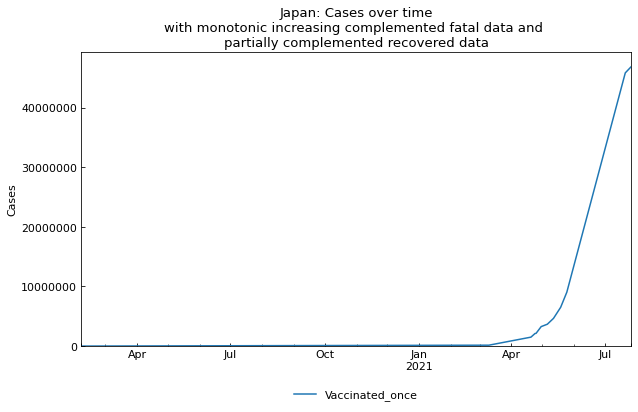 Japan: Cases over time
with monotonic increasing complemented fatal data and
partially complemented recovered data
40000000
30000000
20000000
10000000
0
Cases
Apr
Jul
Oct
Jan
2021
Apr
Jul
Vaccinated_once